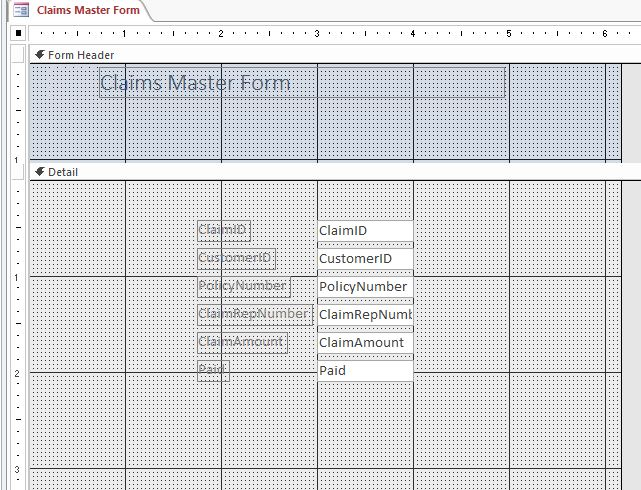 Claims Master Form
1 2 3 4 5 6
Form Header
Claims Master Form
1
Detail
ClaimID ClaimID
CustomerID CustomerID
1
PolicyNumber PolicyNumber
ClaimRepNumber ClaimRepNumb
ClaimAmount ClaimAmount
2
Paid Paid
3